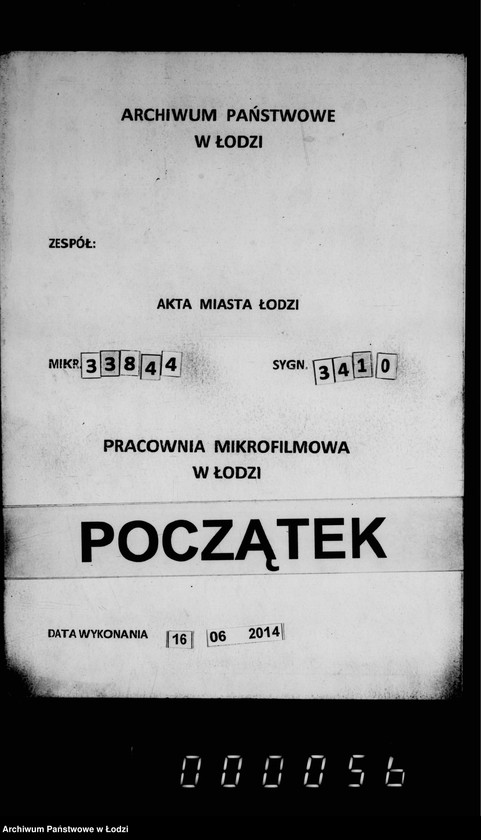 ARCHIWUM PAŃSTWOWE
W ŁODZI
ZESPÓŁ:
AKTA MIASTA ŁODZI
MIKR. 33844 SYGN. 3410
PRACOWNIA MIKROFILMOWA
W ŁODZI
POCZĄTEK
DATA WYKONANIA 16 06 2014
0000056
Archiwum Państwowe w Łodzi